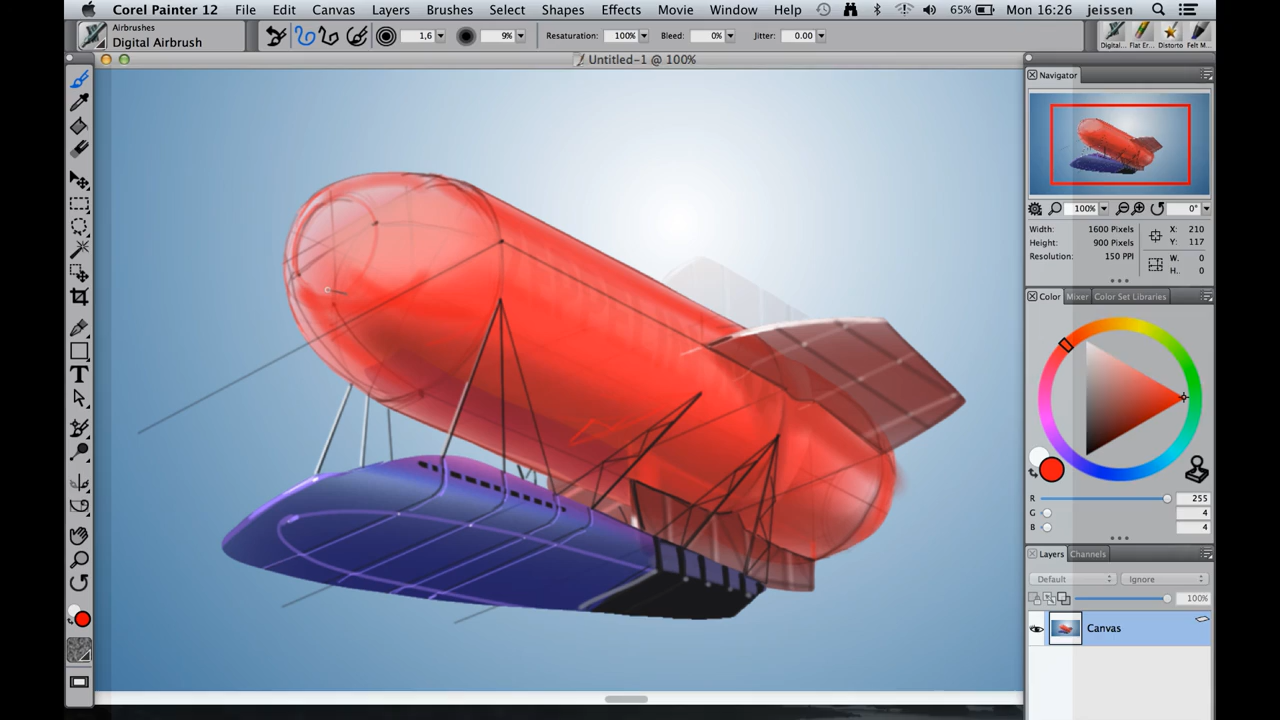 Corel Painter 12 File Edit Canvas Layers Brushes Select Shapes Effects Movie Window Help 65% Mon 16:26 jeissen
Airbrushes
Digital Airbrush
1,6 9% Resaturation: 100% Bleed: 0% Jitter: 0.00
Digital... Flat Er... Distorto Felt M...
Untitled-1 @ 100%
Navigator
100% 0°
Width: 1600 Pixels X: 210
Height: 900 Pixels Y: 117
Resolution: 150 PPI W. 0
H.. 0
Color Mixer Color Set Libraries
R 255
G 4
B 4
Layers Channels
Default Ignore
100%
Canvas
T